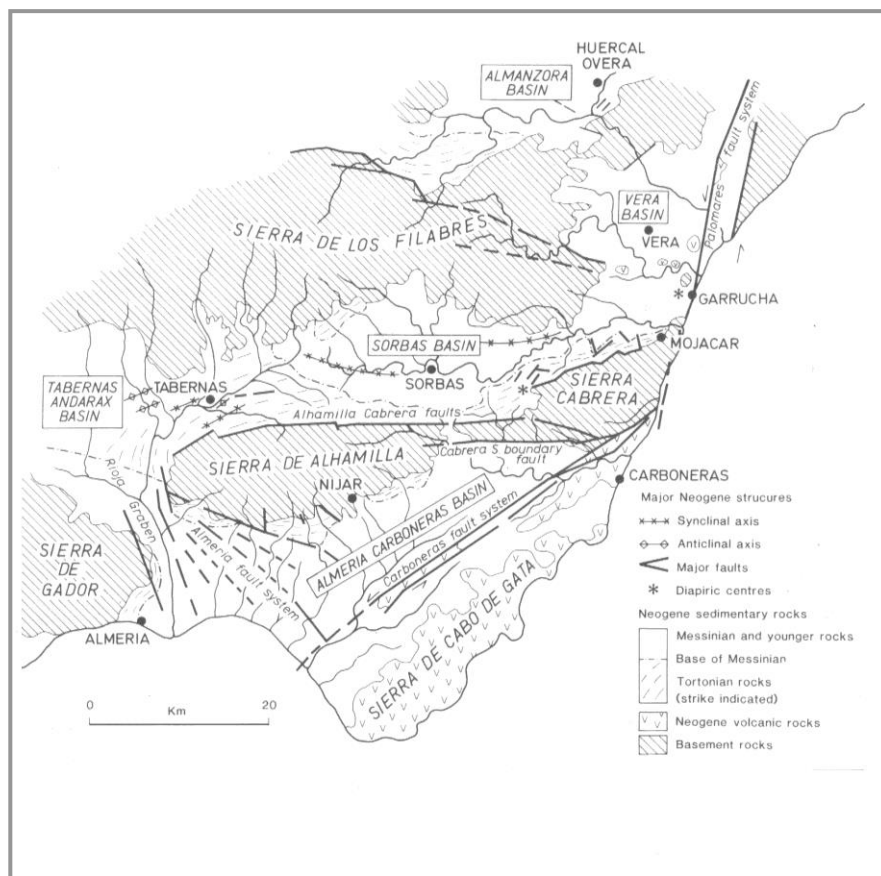 HUERCAL
OVERA
ALMANZORA
BASIN
Palomares fault system
VERA
BASIN
VERA
SIERRA DE LOS FILABRES
GARRUCHA
MOJACAR
SORBAS BASIN
SORBAS
SIERRA
CABRERA
TABERNAS
ANDARAX
BASIN
TABERNAS
Alhamilla Cabrera faults
Cabrera S boundary
fault
SIERRA DE ALHAMILLA
NIJAR
CARBONERAS
Rioja Graben
SIERRA
DE
GADOR
Almeria fault system
ALMERIA CARBONERAS BASIN
Carboneras fault system
SIERRA DE CABO DE GATA
ALMERIA
0 20
Km
Major Neogene strucures
Synclinal axis
Anticlinal axis
Major faults
Diapiric centres
Neogene sedimentary rocks
Messinian and younger rocks
Base of Messinian
Tortonian rocks
(strike indicated)
Neogene volcanic rocks
Basement rocks